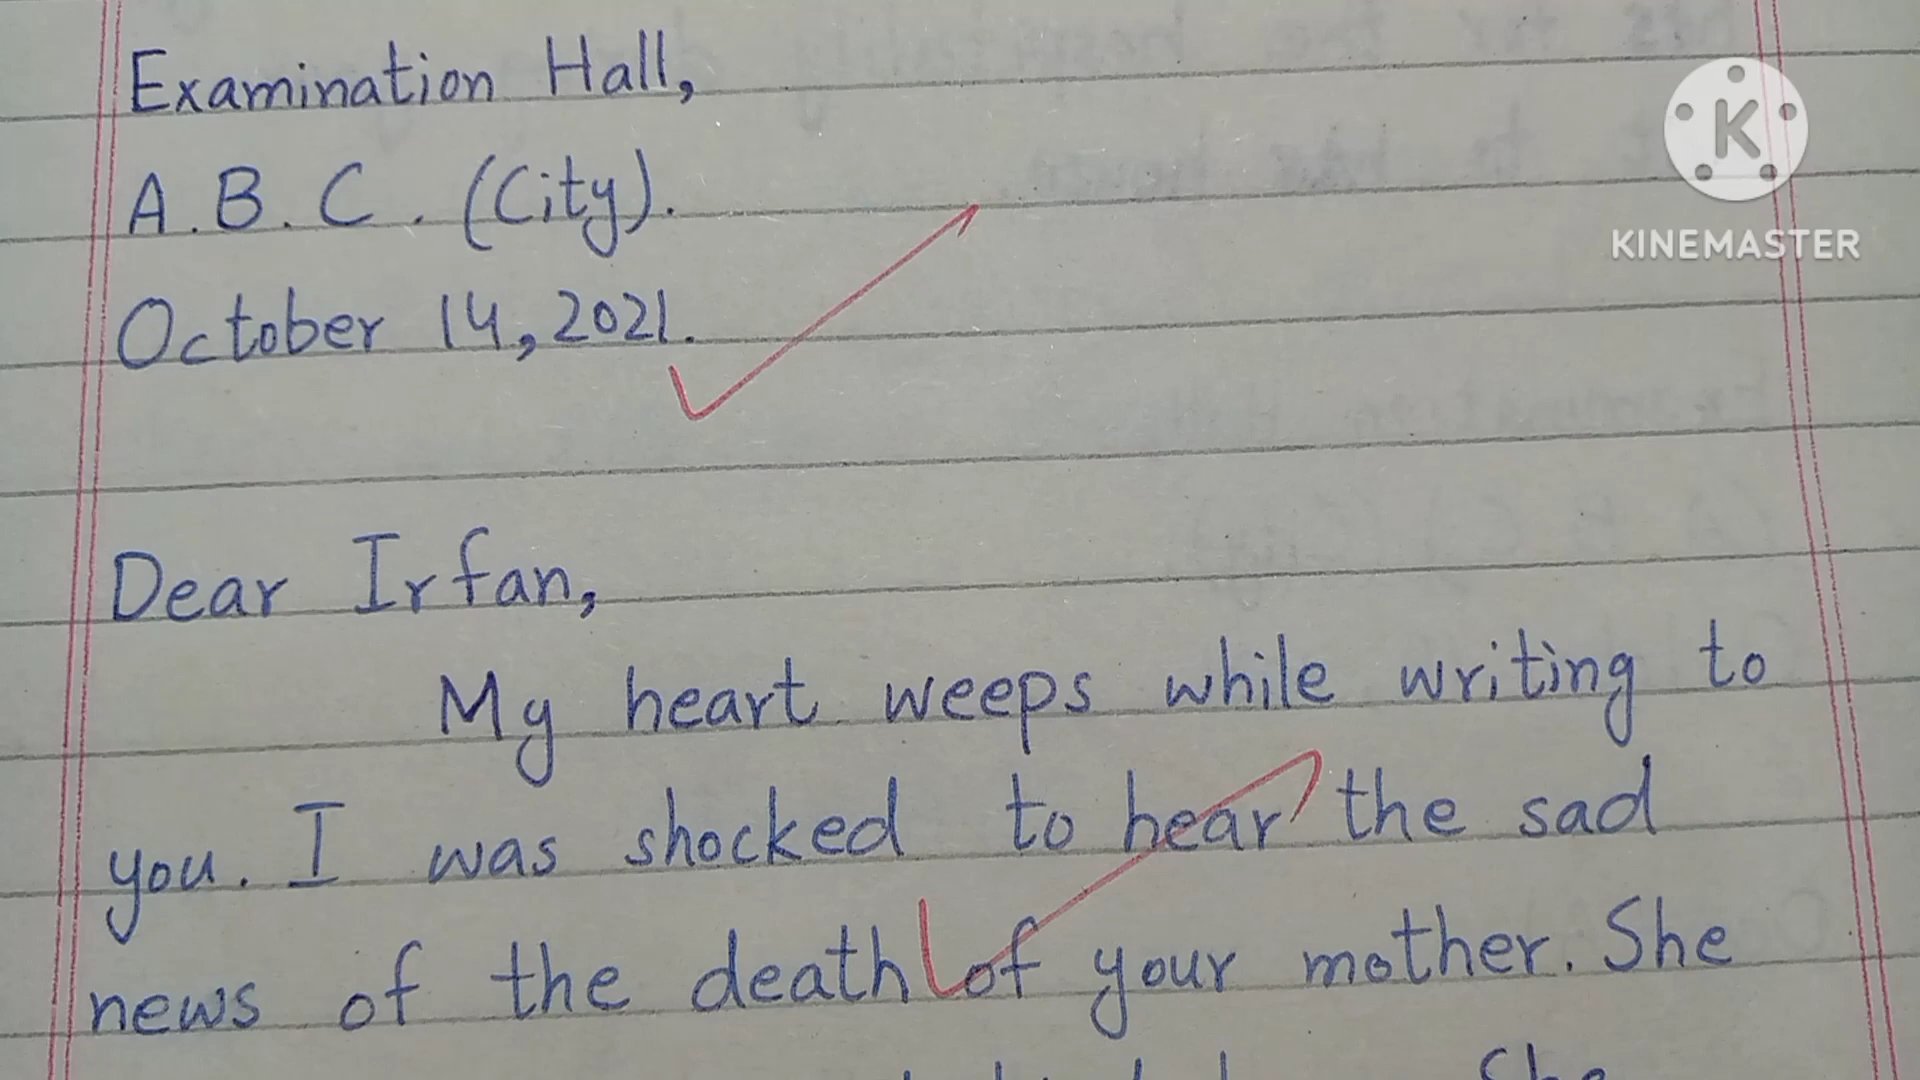 Examination Hall,
A.B.C. (City).
October 14, 2021.
K
KINEMASTER
Dear Irfan,
My heart weeps while writing to
you. I was shocked to hear the sad
news of the death of your mother. She
She